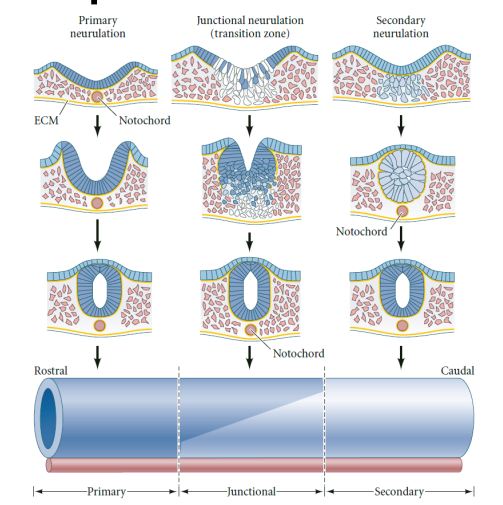 Primary
neurulation
Junctional neurulation
(transition zone)
Secondary
neurulation
ECM
Notochord
Notochord
Notochord
Rostral
Caudal
Primary
Junctional
Secondary